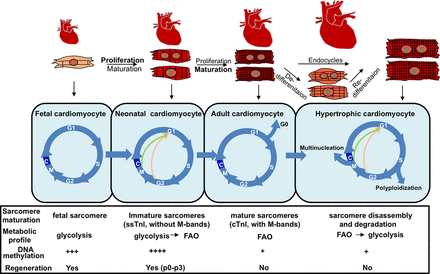 Proliferation
Maturation
Proliferation
Maturation
Endocycles
De-
differenitaion
Re-
differenitaion
Fetal cardiomyocyte
Neonatal cardiomyocyte
Adult cardiomyocyte
Hypertrophic cardiomyocyte
G1
S
G2
G1
S
G2
G1
G0
S
G2
G1
S
G2
Multinucleation
Polyploidization
Sarcomere
maturation
fetal sarcomere
Immature sarcomeres
(ssTnI, without M-bands)
mature sarcomeres
(cTnI, with M-bands)
sarcomere disassembly
and degradation
Metabolic
profile
glycolysis
glycolysis FAO
FAO
FAO glycolysis
DNA
methylation
+++
++++
+
+
Regeneration
Yes
Yes (p0-p3)
No
No